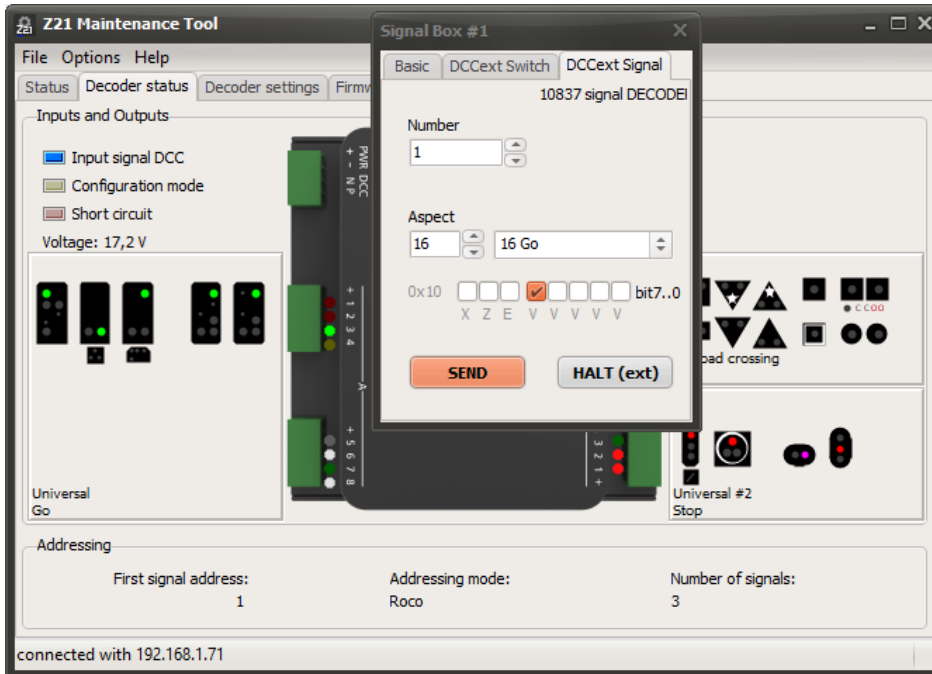 Z21 Maintenance Tool
File Options Help
Status Decoder status Decoder settings
Inputs and Outputs
Input signal DCC
Configuration mode
Short circuit
Voltage: 17,2 V
Universal
Go
PWR DCC
+ - N P
+ 1 2 3 4
A
+ 5 6 7 8
Signal Box #1
Basic DCCext Switch DCCext Signal
10837 signal
Number
1
Aspect
16 16 Go
0x10 bit7..0
X Z E V V V V V
SEND HALT (ext)
3 2 1 +
crossing
Universal #2
Stop
Addressing
First signal address: Addressing mode: Number of signals:
1 Roco 3
connected with 192.168.1.71